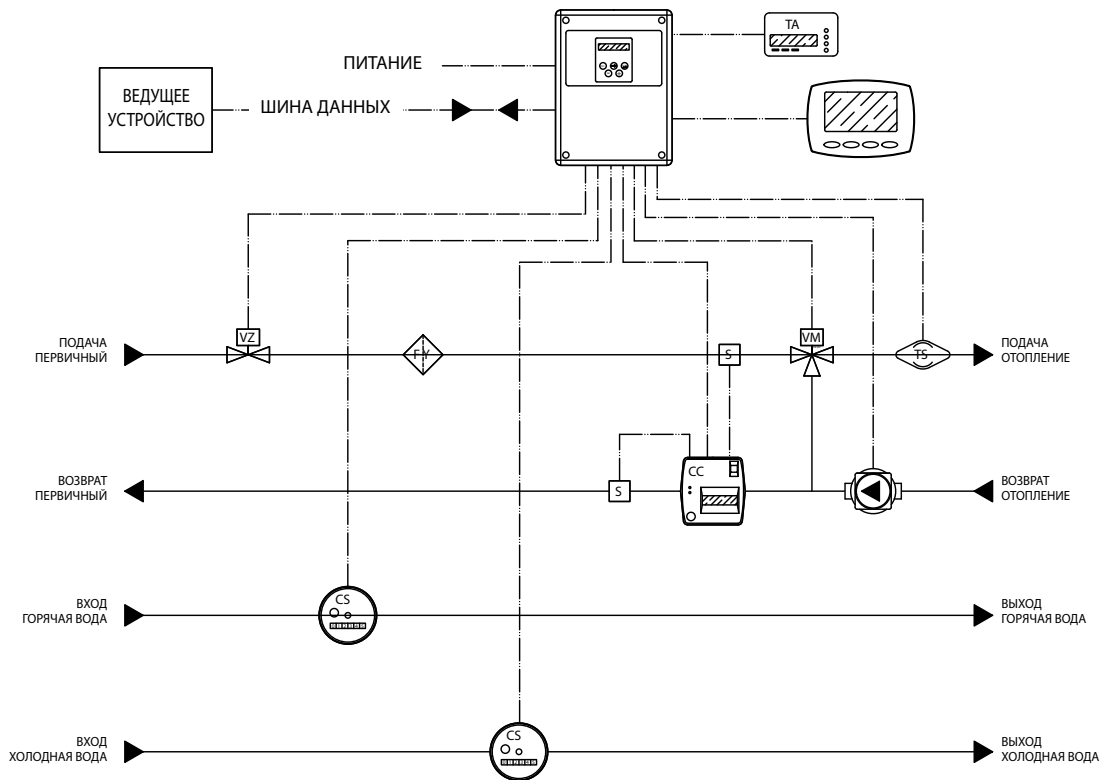 TA
ПИТАНИЕ
ВЕДУЩЕЕ
УСТРОЙСТВО
ШИНА ДАННЫХ
ПОДАЧА
ПЕРВИЧНЫЙ
VZ
F-Y
S
VM
TS
ПОДАЧА
ОТОПЛЕНИЕ
ВОЗВРАТ
ПЕРВИЧНЫЙ
S
CC
ВОЗВРАТ
ОТОПЛЕНИЕ
ВХОД
ГОРЯЧАЯ ВОДА
CS
ВЫХОД
ГОРЯЧАЯ ВОДА
ВХОД
ХОЛОДНАЯ ВОДА
CS
ВЫХОД
ХОЛОДНАЯ ВОДА